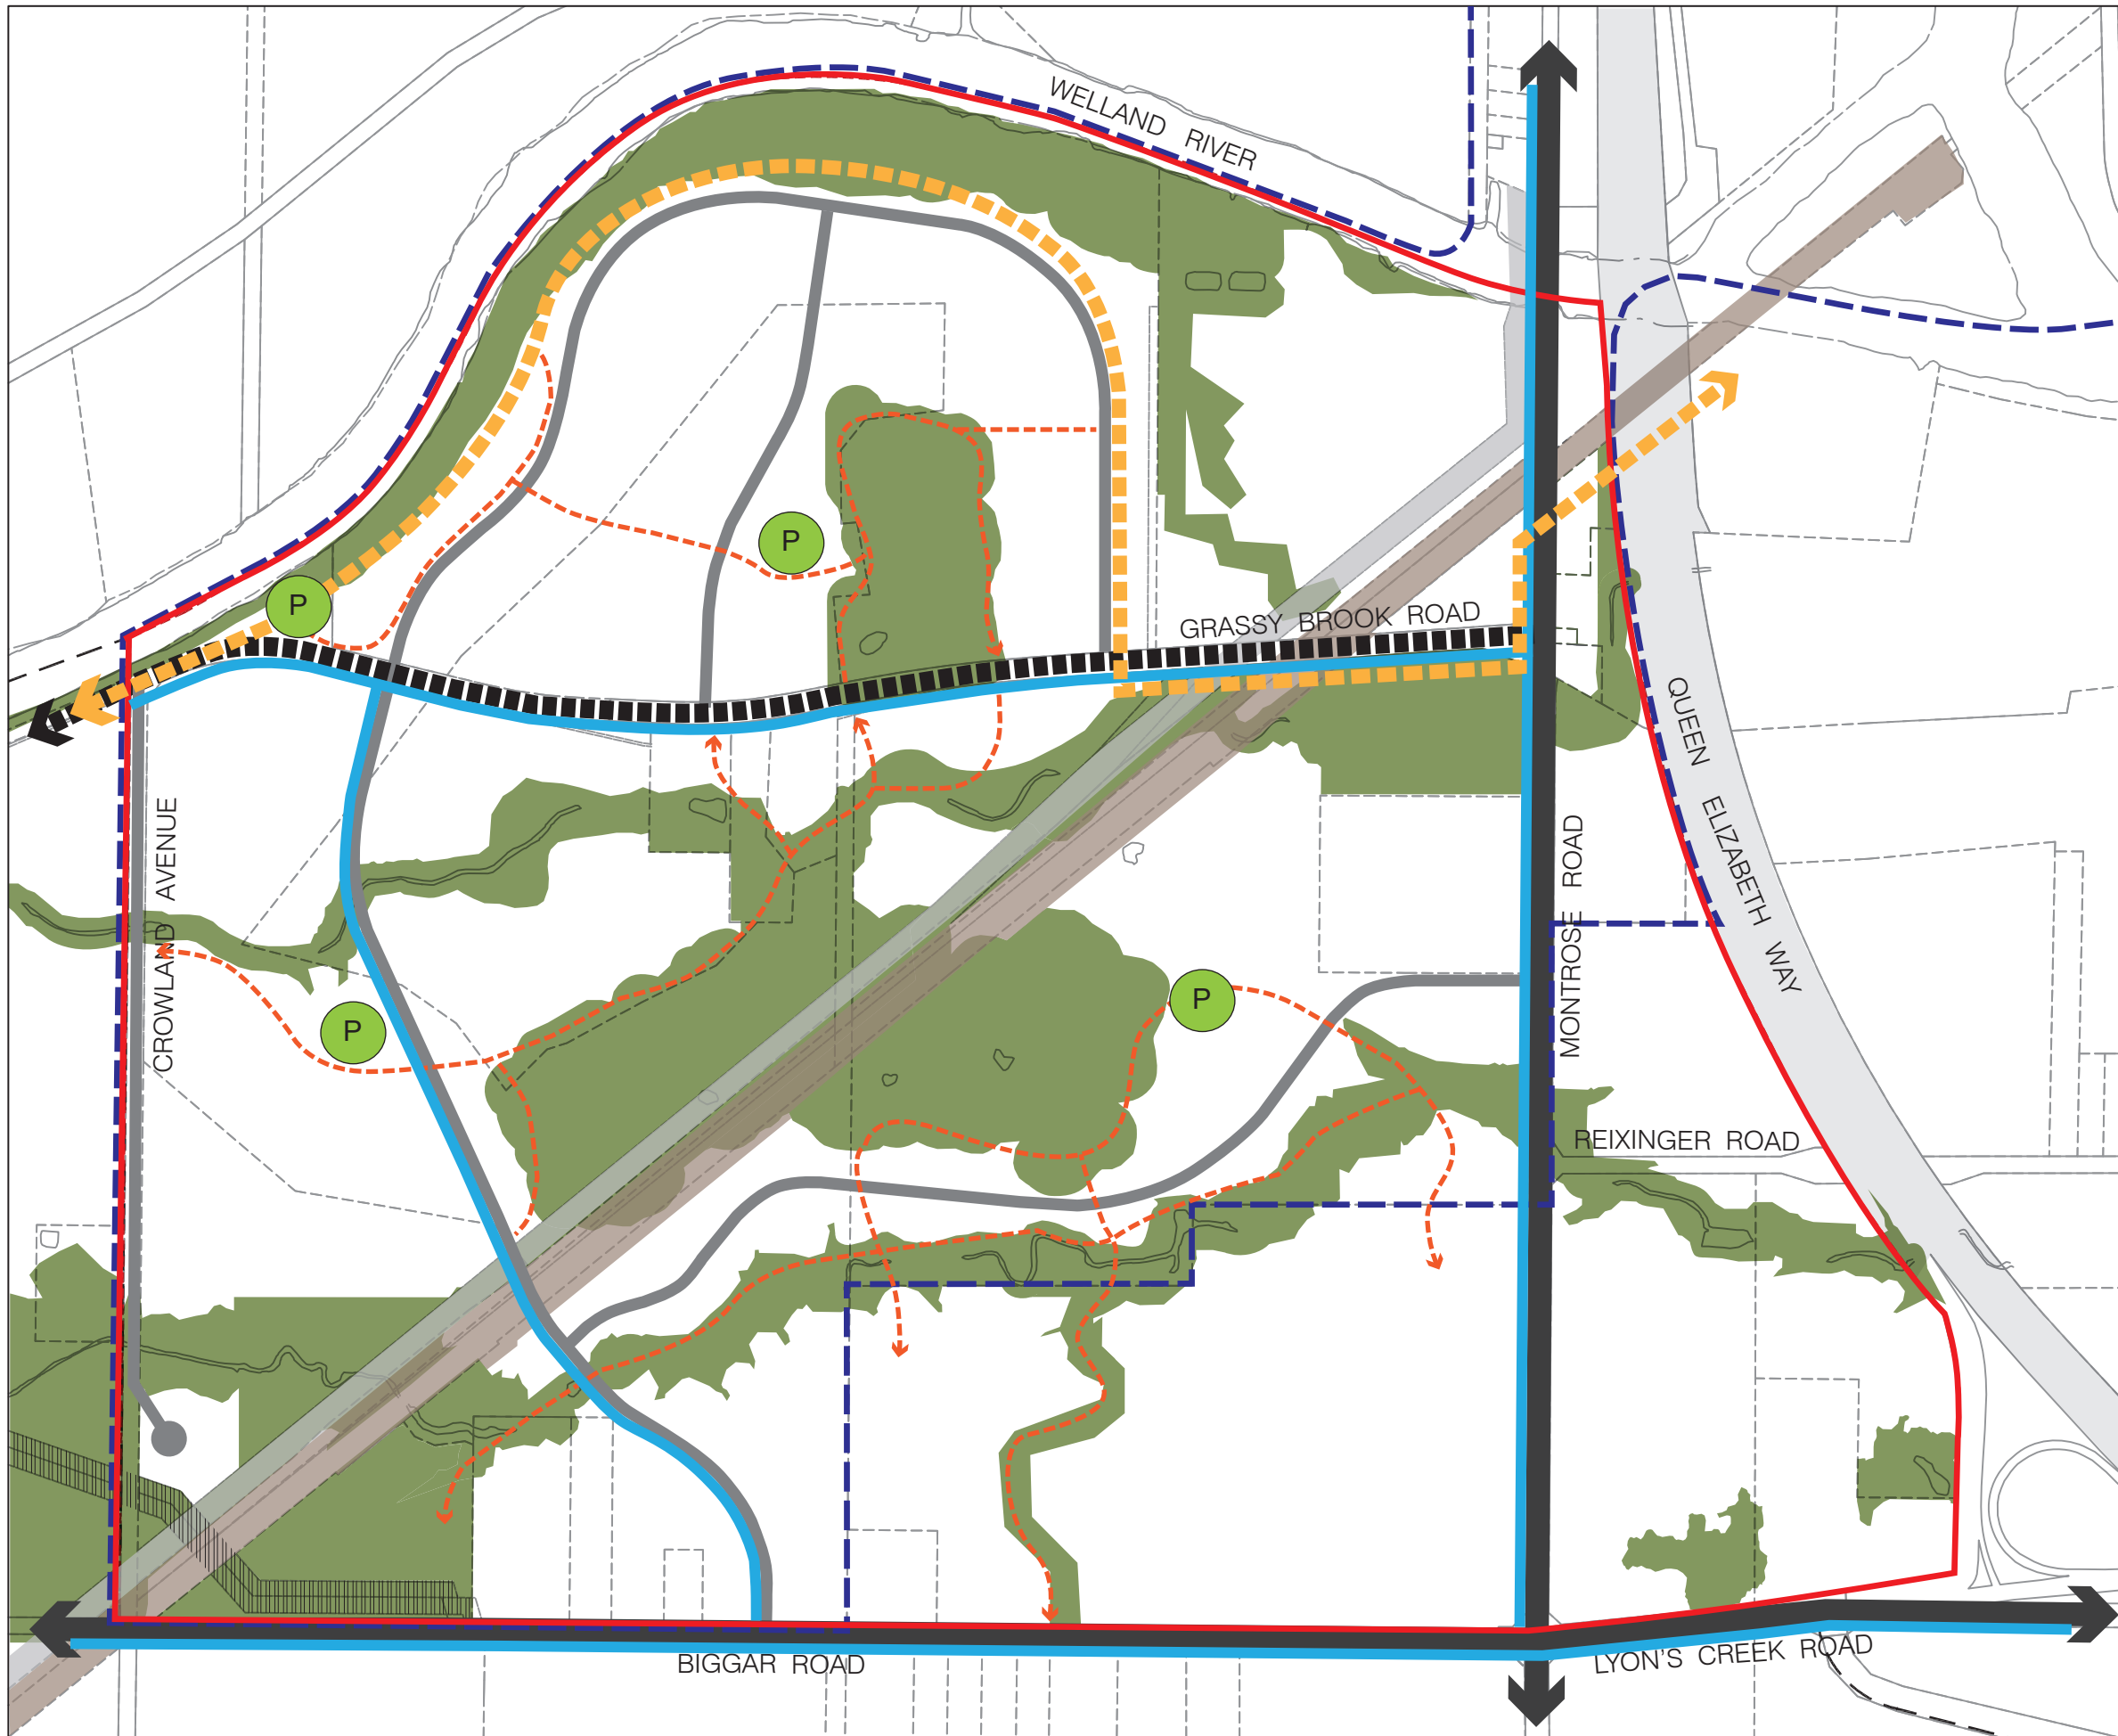 WELLAND RIVER
P
P
GRASSY BROOK ROAD
QUEEN ELIZABETH WAY
CROWLAND AVENUE
MONTROSE ROAD
P
P
REIXINGER ROAD
BIGGAR ROAD
LYON'S CREEK ROAD